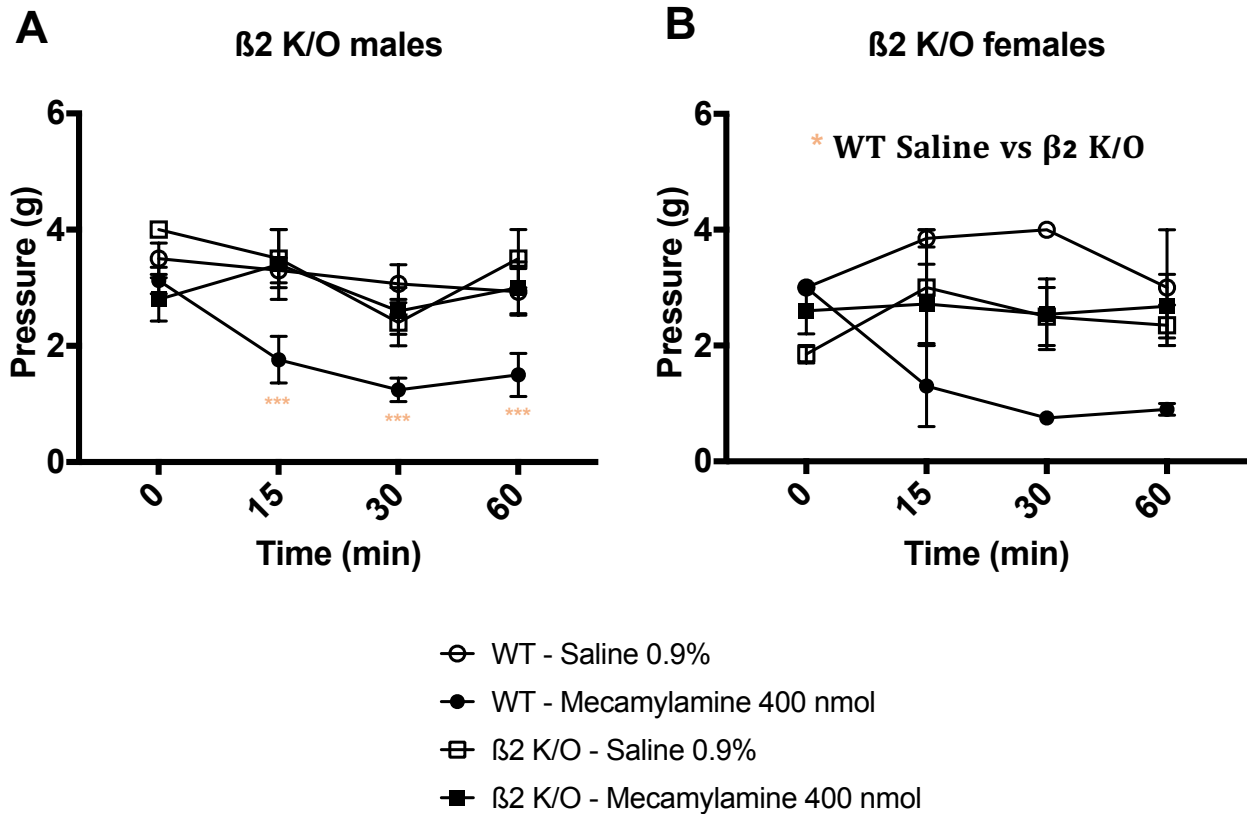 A
ß2 K/O males
6
4
2
0
Pressure (g)
***
***
***
0
15
30
60
Time (min)
B
ß2 K/O females
* WT Saline vs β2 K/O
6
4
2
0
Pressure (g)
0
15
30
60
Time (min)
WT - Saline 0.9%
WT - Mecamylamine 400 nmol
ß2 K/O - Saline 0.9%
ß2 K/O - Mecamylamine 400 nmol